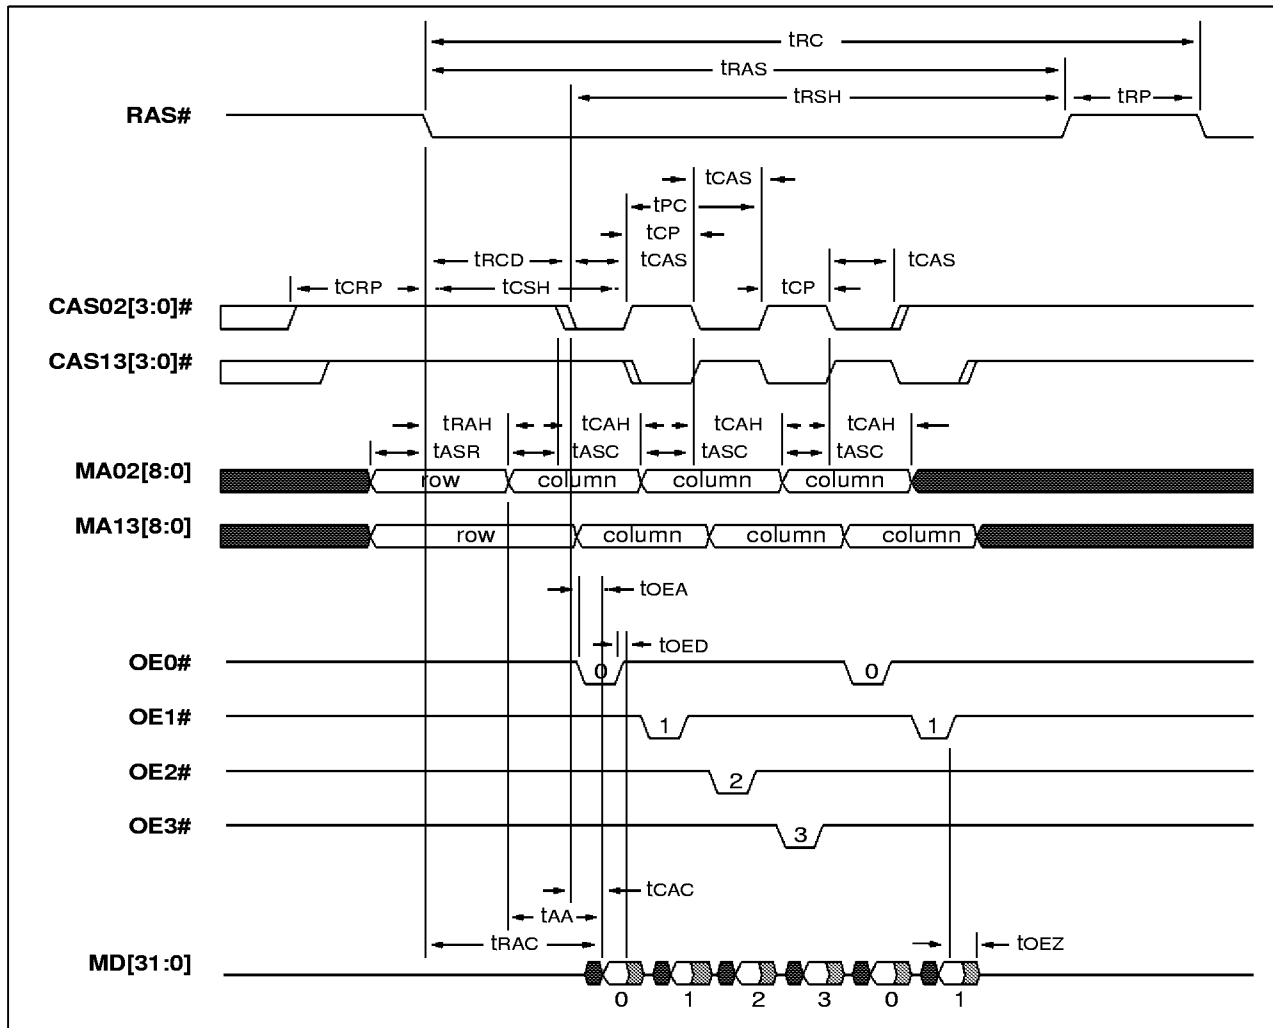 tRC
tRAS
tRSH tRP
RAS#
tCAS
tPC
tCP
tRCD tCAS tCAS
tCRP tCSH tCP
CAS02[3:0]#
CAS13[3:0]#
tRAH tCAH tCAH tCAH
tASR tASC tASC tASC
MA02[8:0] row column column column
MA13[8:0] row column column column
tOEA
tOED
OE0# 0 0
OE1# 1 1
OE2# 2
OE3# 3
tCAC
tAA
tRAC tOEZ
MD[31:0]
0 1 2 3 0 1